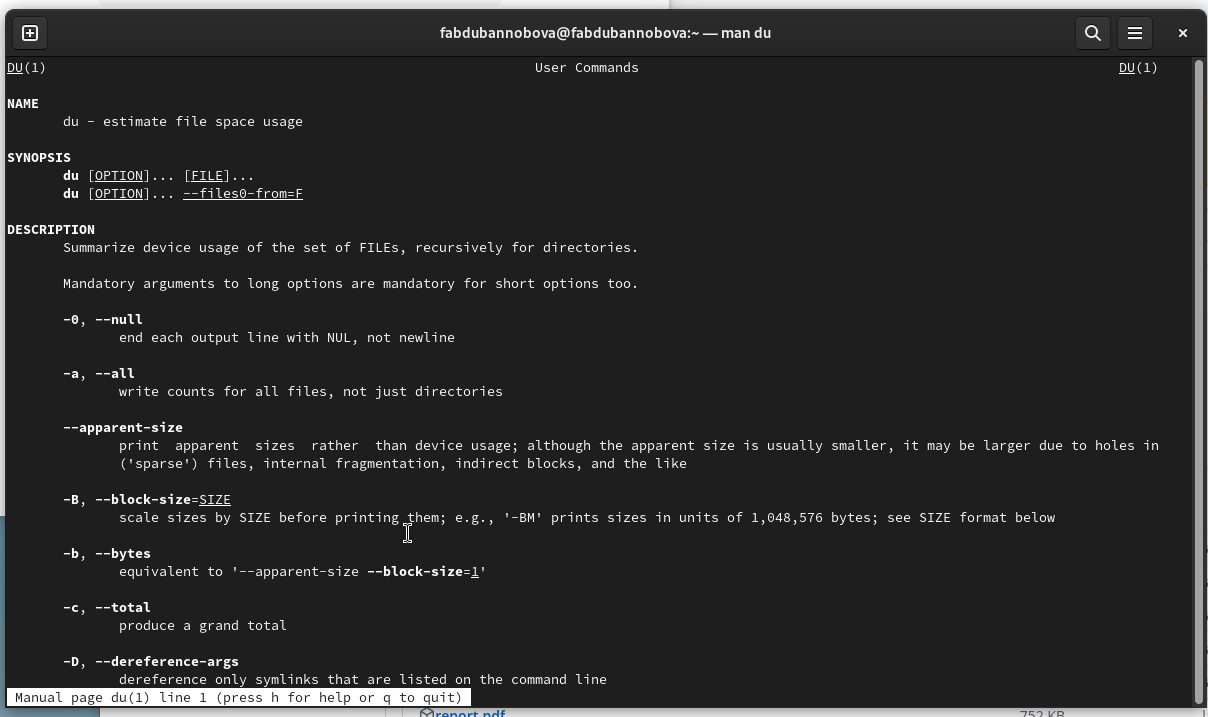 fabdubannobova@fabdubannobova:~ — man du
DU(1) User Commands DU(1)
NAME
du - estimate file space usage
SYNOPSIS
du [OPTION]... [FILE]...
du [OPTION]... --files0-from=F
DESCRIPTION
Summarize device usage of the set of FILEs, recursively for directories.
Mandatory arguments to long options are mandatory for short options too.
-0, --null
end each output line with NUL, not newline
-a, --all
write counts for all files, not just directories
--apparent-size
print apparent sizes rather than device usage; although the apparent size is usually smaller, it may be larger due to holes in
('sparse') files, internal fragmentation, indirect blocks, and the like
-B, --block-size=SIZE
scale sizes by SIZE before printing them; e.g., '-BM' prints sizes in units of 1,048,576 bytes; see SIZE format below
-b, --bytes
equivalent to '--apparent-size --block-size=1'
-c, --total
produce a grand total
-D, --dereference-args
dereference only symlinks that are listed on the command line
Manual page du(1) line 1 (press h for help or q to quit)
report.pdf 752 KB